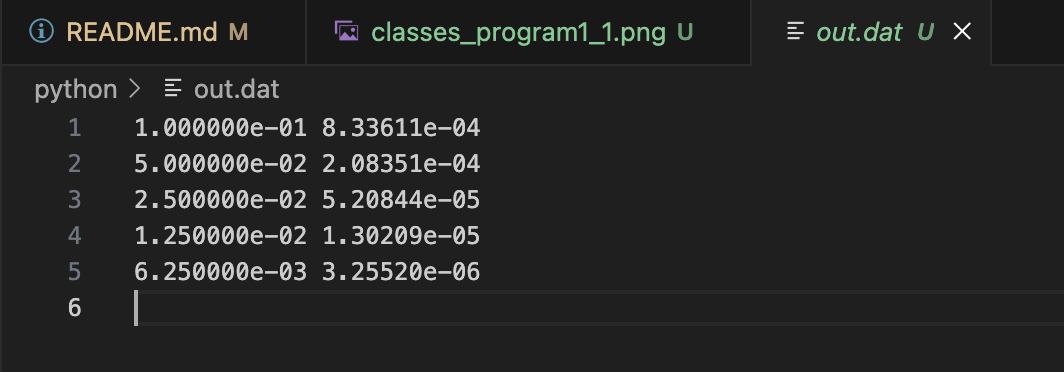 README.md M classes_program1_1.png U out.dat U
python > out.dat
1 1.000000e-01 8.33611e-04
2 5.000000e-02 2.08351e-04
3 2.500000e-02 5.20844e-05
4 1.250000e-02 1.30209e-05
5 6.250000e-03 3.25520e-06
6